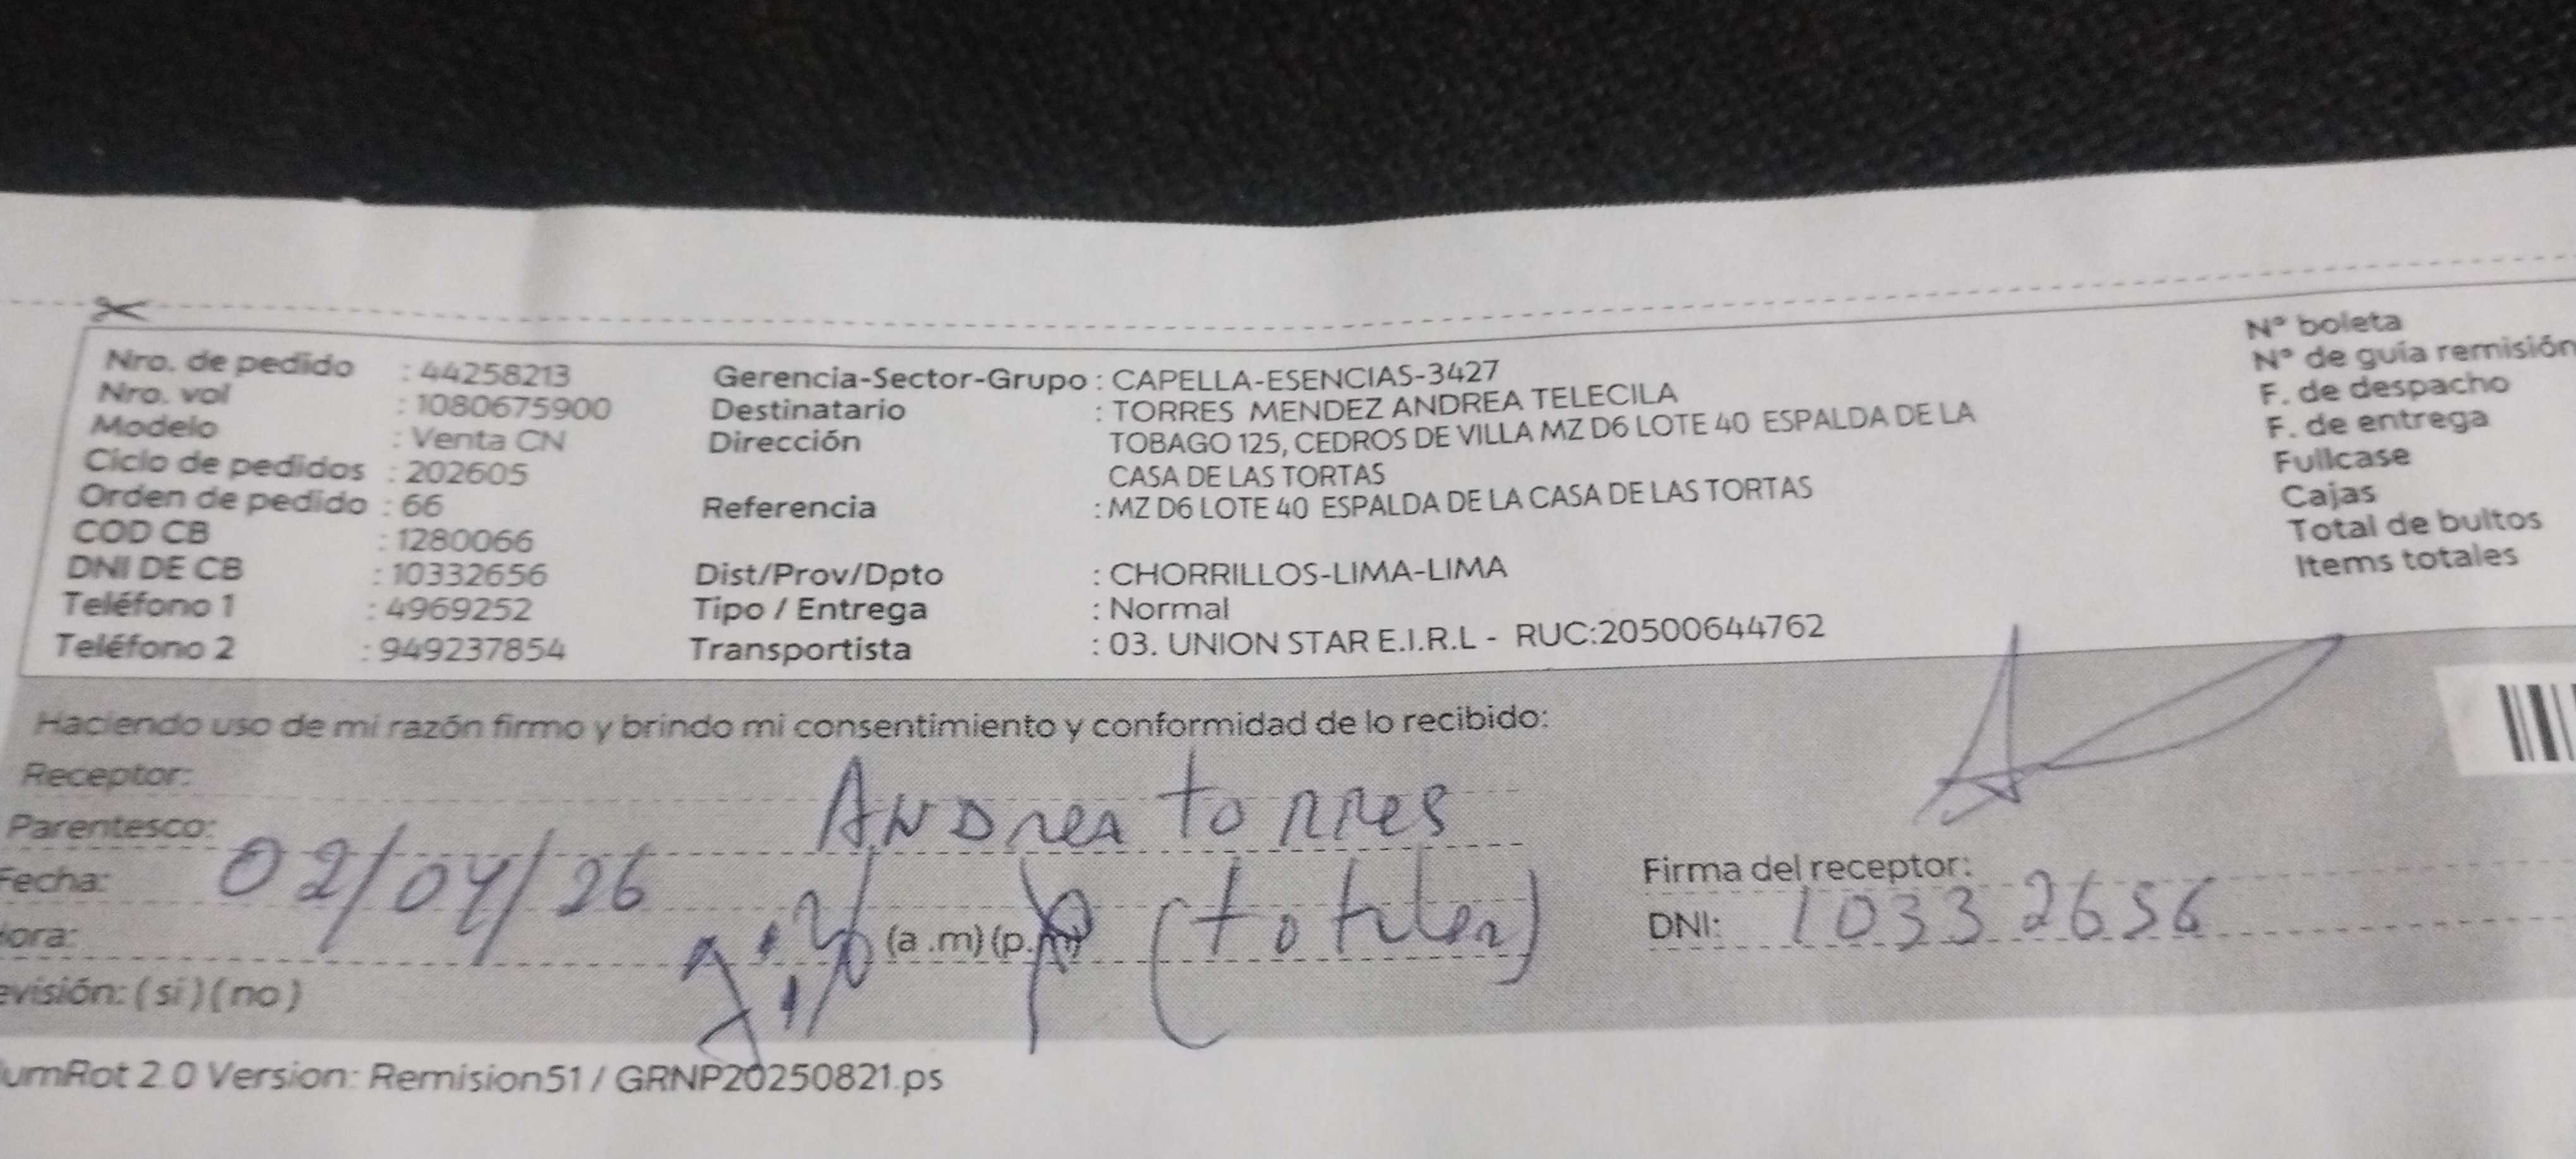 Nro. de pedido : 44258213
Nro. vol : 1080675900
Modelo : Venta CN
Ciclo de pedidos : 202605
Orden de pedido : 66
COD CB : 1280066
DNI DE CB : 10332656
Teléfono 1 : 4969252
Teléfono 2 : 949237854
Gerencia-Sector-Grupo : CAPELLA-ESENCIAS-3427
Destinatario : TORRES MENDEZ ANDREA TELECILA
Dirección TOBAGO 125, CEDROS DE VILLA MZ D6 LOTE 40 ESPALDA DE LA
CASA DE LAS TORTAS
Referencia : MZ D6 LOTE 40 ESPALDA DE LA CASA DE LAS TORTAS
Dist/Prov/Dpto : CHORRILLOS-LIMA-LIMA
Tipo / Entrega : Normal
Transportista : 03. UNION STAR E.I.R.L - RUC:20500644762
N° boleta
N° de guía remisión
F. de despacho
F. de entrega
Fullcase
Cajas
Total de bultos
Items totales
Haciendo uso de mi razón firmo y brindo mi consentimiento y conformidad de lo recibido:
Receptor:
Parentesco: Andrea torres
Fecha: 02/04/26
ora: (a .m) (p.m)
evisión: ( si ) ( no )
Firma del receptor:
DNI: 10332656
umRot 2.0 Version: Remision51 / GRNP20250821.ps